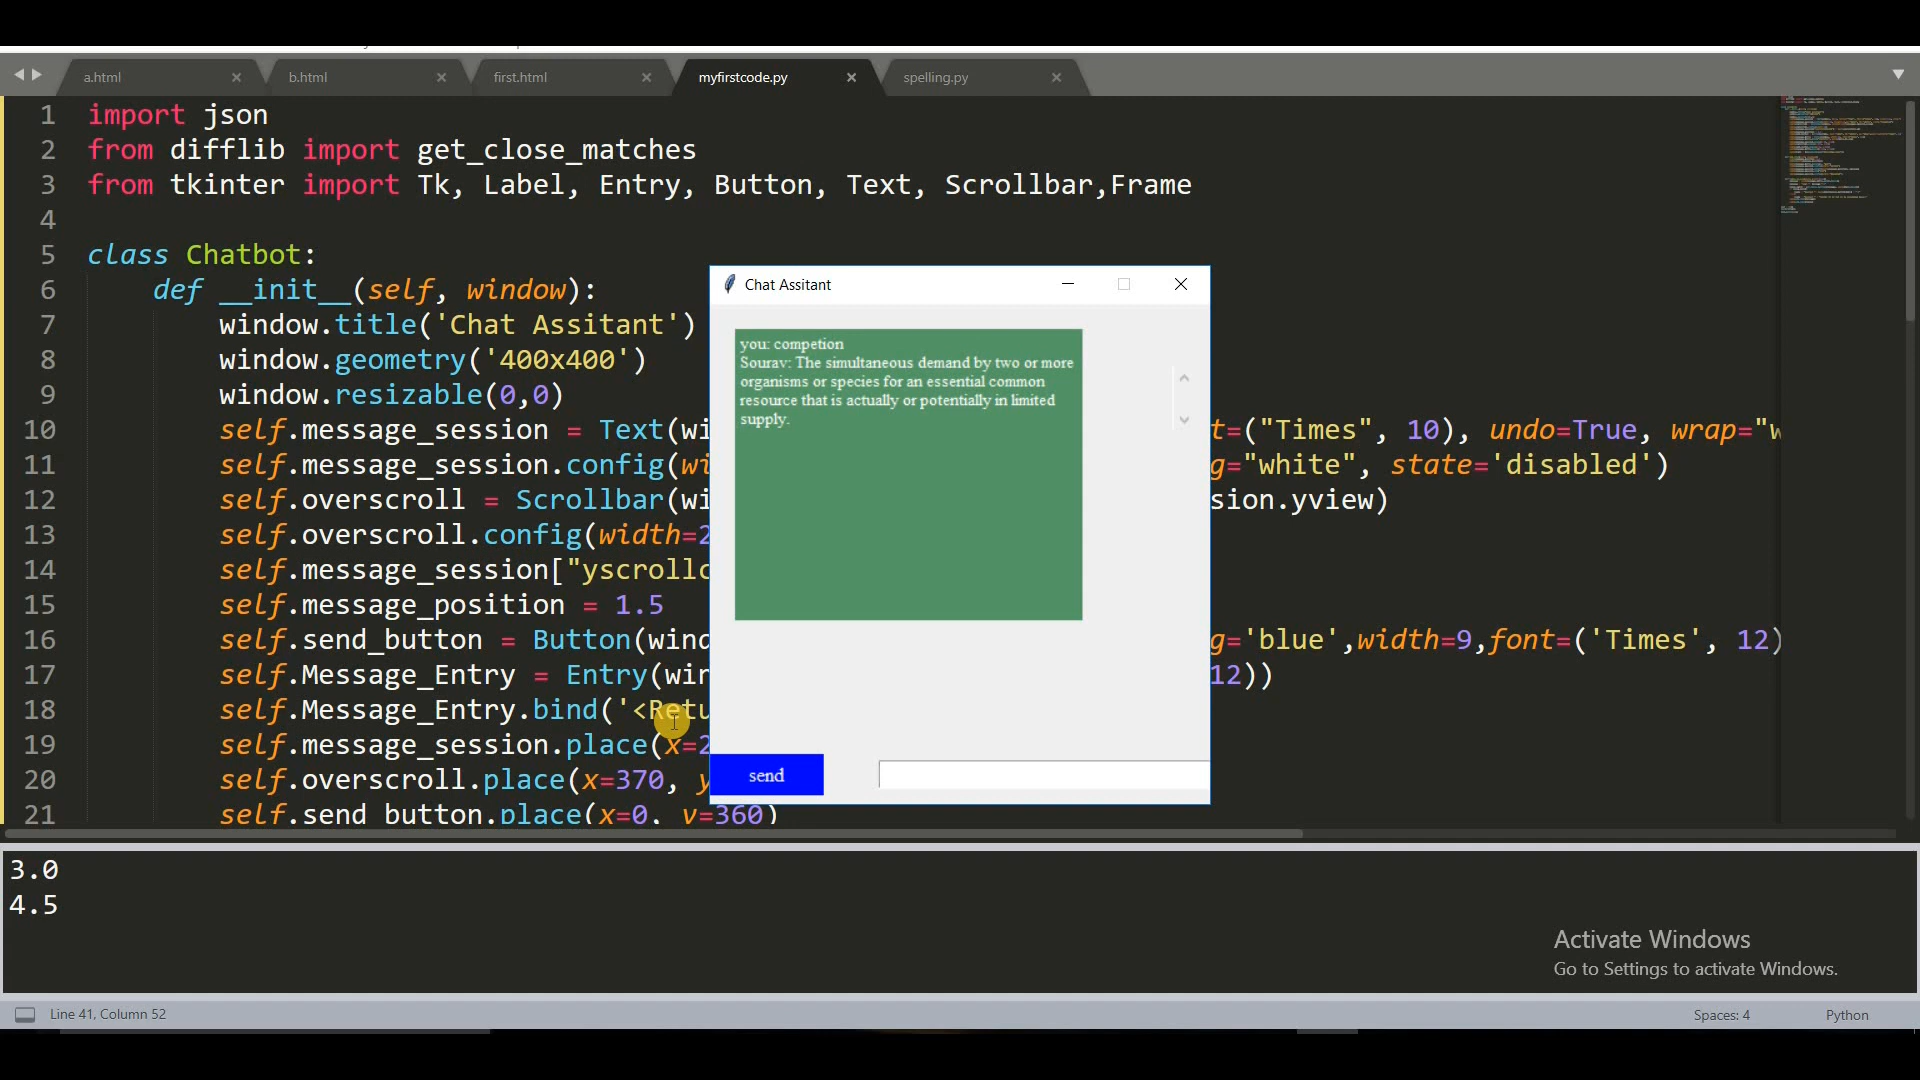 a.html
b.html
first.html
myfirstcode.py
spelling.py
1 import json
2 from difflib import get_close_matches
3 from tkinter import Tk, Label, Entry, Button, Text, Scrollbar,Frame
4
5 class Chatbot:
6 def __init__(self, window):
7 window.title('Chat Assitant')
8 window.geometry('400x400')
9 window.resizable(0,0)
10 self.message_session = Text(wi t=("Times", 10), undo=True, wrap="w
11 self.message_session.config(wi g="white", state='disabled')
12 self.overscroll = Scrollbar(wi sion.yview)
13 self.overscroll.config(width=2
14 self.message_session["yscrollc
15 self.message_position = 1.5
16 self.send_button = Button(wind g='blue',width=9,font=('Times', 12)
17 self.Message_Entry = Entry(win 12))
18 self.Message_Entry.bind('<Retu
19 self.message_session.place(x=2
20 self.overscroll.place(x=370, y
21 self.send_button.place(x=0, y=360)
Chat Assitant
you: competion
Sourav: The simultaneous demand by two or more
organisms or species for an essential common
resource that is actually or potentially in limited
supply.
send
3.0
4.5
Activate Windows
Go to Settings to activate Windows.
Line 41, Column 52
Spaces: 4
Python